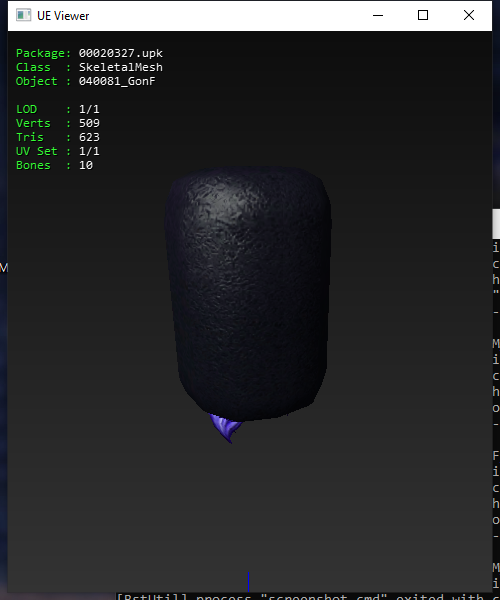 UE Viewer
Package: 00020327.upk
Class : SkeletalMesh
Object : 040081_GonF
LOD : 1/1
Verts : 509
Tris : 623
UV Set : 1/1
Bones : 10
M
i
c
h
"
-
M
i
c
h
o
-
F
i
c
h
o
-
M
i
[BstUtil] process "screenshot.cmd" exited with c